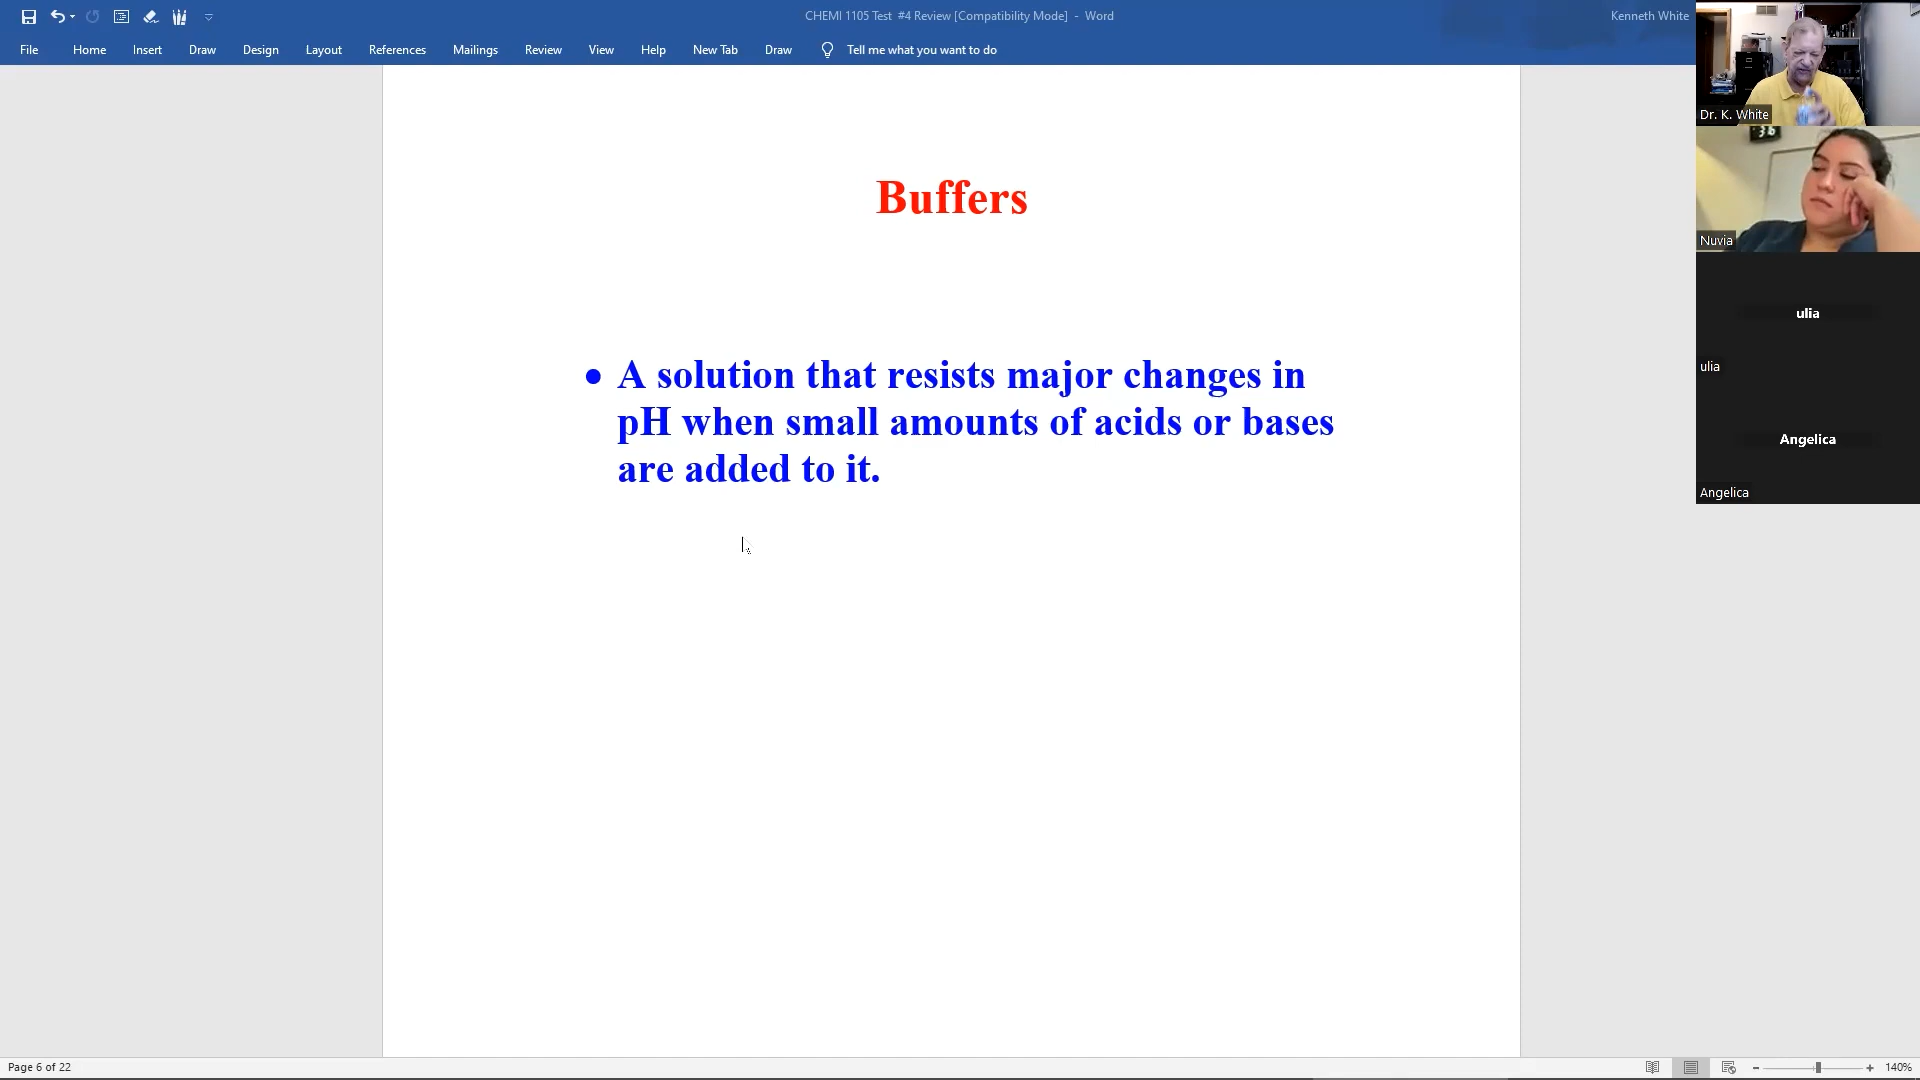 CHEMI 1105 Test #4 Review [Compatibility Mode] - Word
Kenneth White
File Home Insert Draw Design Layout References Mailings Review View Help New Tab Draw Tell me what you want to do
Dr. K. White
Nuvia
ulia
ulia
Angelica
Angelica
Buffers
• A solution that resists major changes in
pH when small amounts of acids or bases
are added to it.
Page 6 of 22
140%